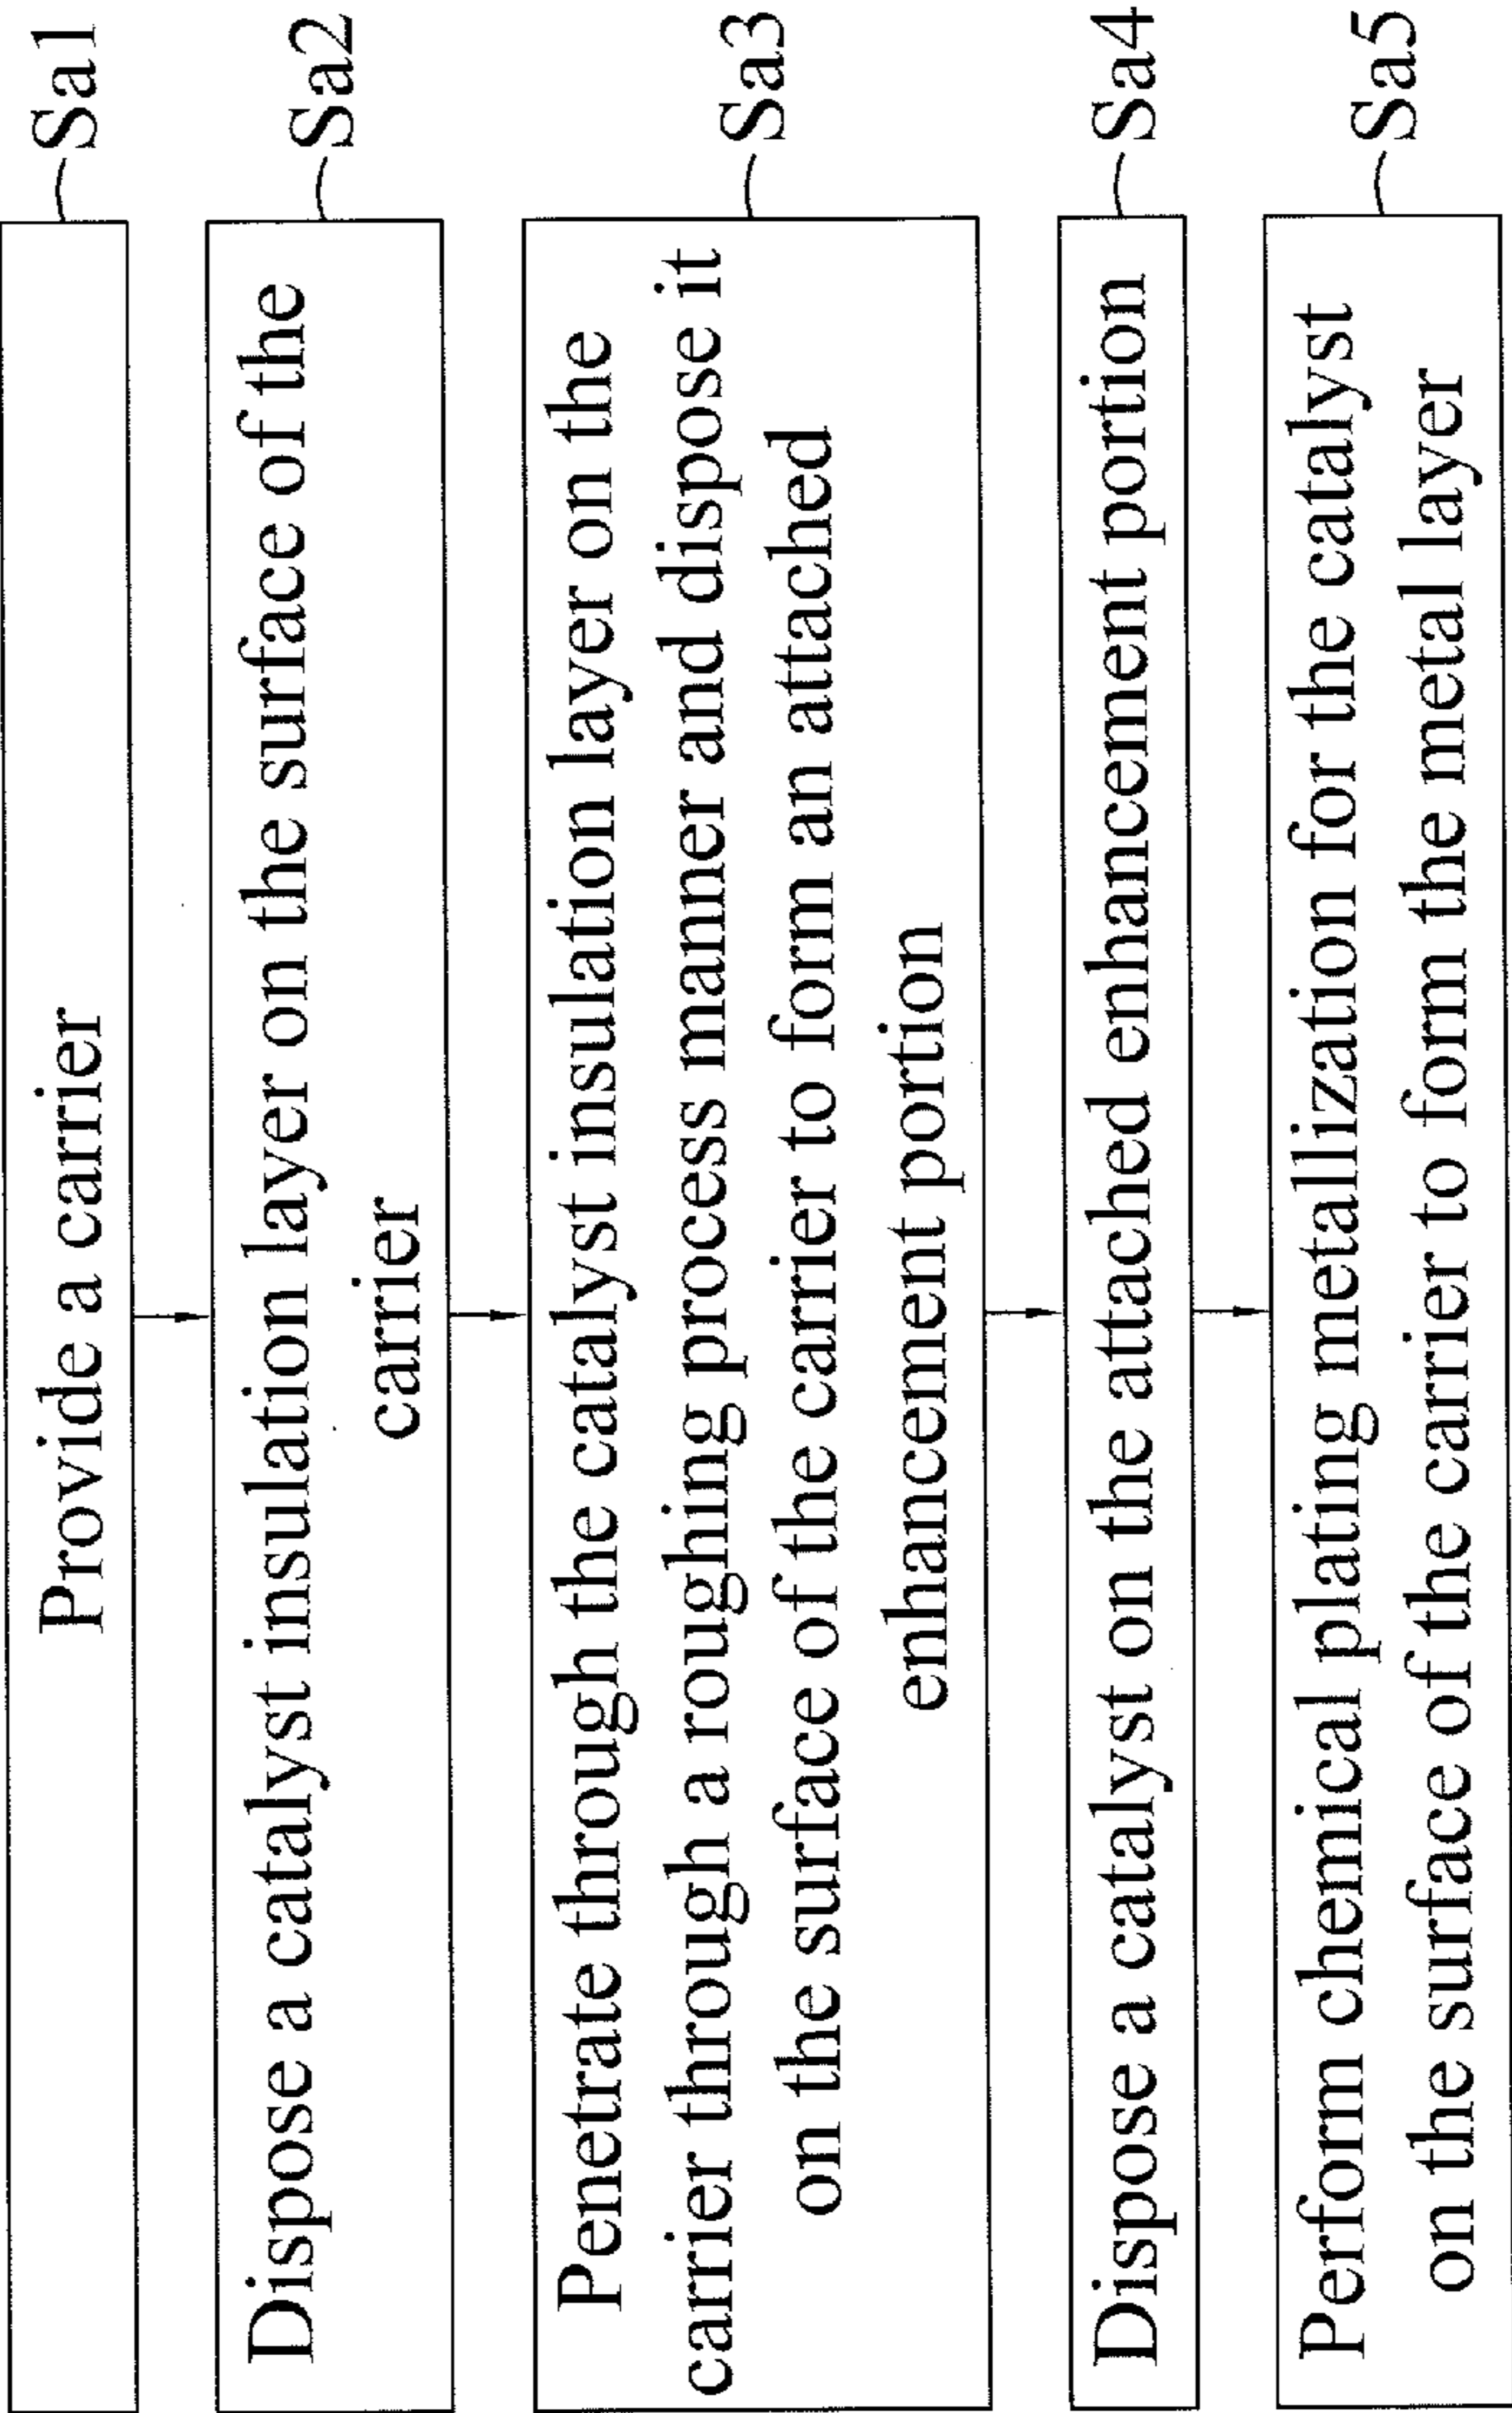 Provide a carrier
Sa1
Dispose a catalyst insulation layer on the surface of the
carrier
Sa2
Penetrate through the catalyst insulation layer on the
carrier through a roughing process manner and dispose it
on the surface of the carrier to form an attached
enhancement portion
Sa3
Dispose a catalyst on the attached enhancement portion
Sa4
Perform chemical plating metallization for the catalyst
on the surface of the carrier to form the metal layer
Sa5